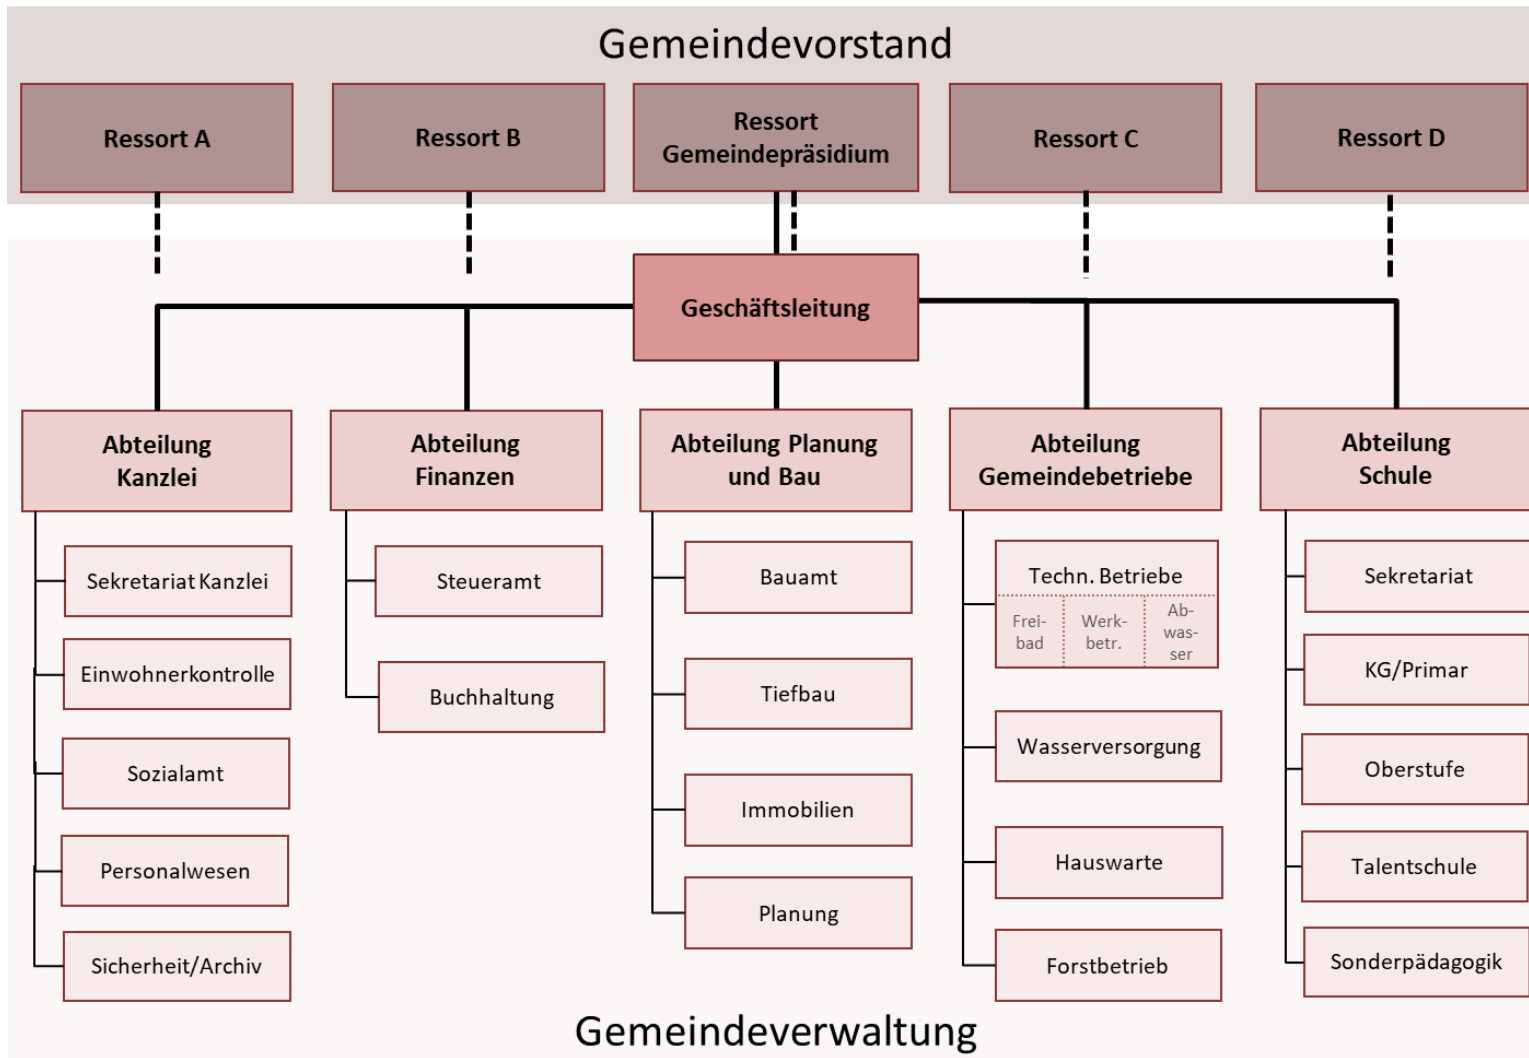 Gemeindevorstand
Ressort A
Ressort B
Ressort
Gemeindepräsidium
Ressort C
Ressort D
Geschäftsleitung
Abteilung
Kanzlei
Sekretariat Kanzlei
Einwohnerkontrolle
Sozialamt
Personalwesen
Sicherheit/Archiv
Abteilung
Finanzen
Steueramt
Buchhaltung
Abteilung Planung
und Bau
Bauamt
Tiefbau
Immobilien
Planung
Abteilung
Gemeindebetriebe
Techn. Betriebe
Frei-
bad
Werk-
betr.
Ab-
was-
ser
Wasserversorgung
Hauswarte
Forstbetrieb
Abteilung
Schule
Sekretariat
KG/Primar
Oberstufe
Talentschule
Sonderpädagogik
Gemeindeverwaltung